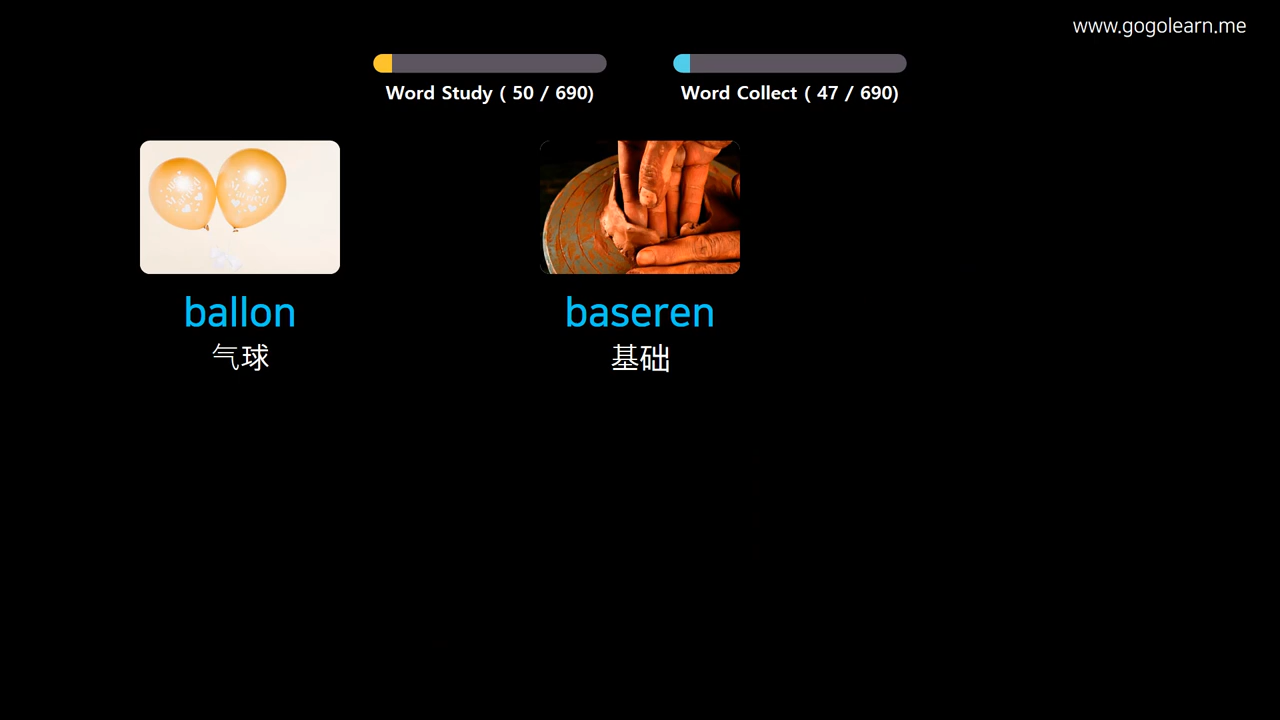 www.gogolearn.me
Word Study ( 50 / 690)
Word Collect ( 47 / 690)
ballon
气球
baseren
基础